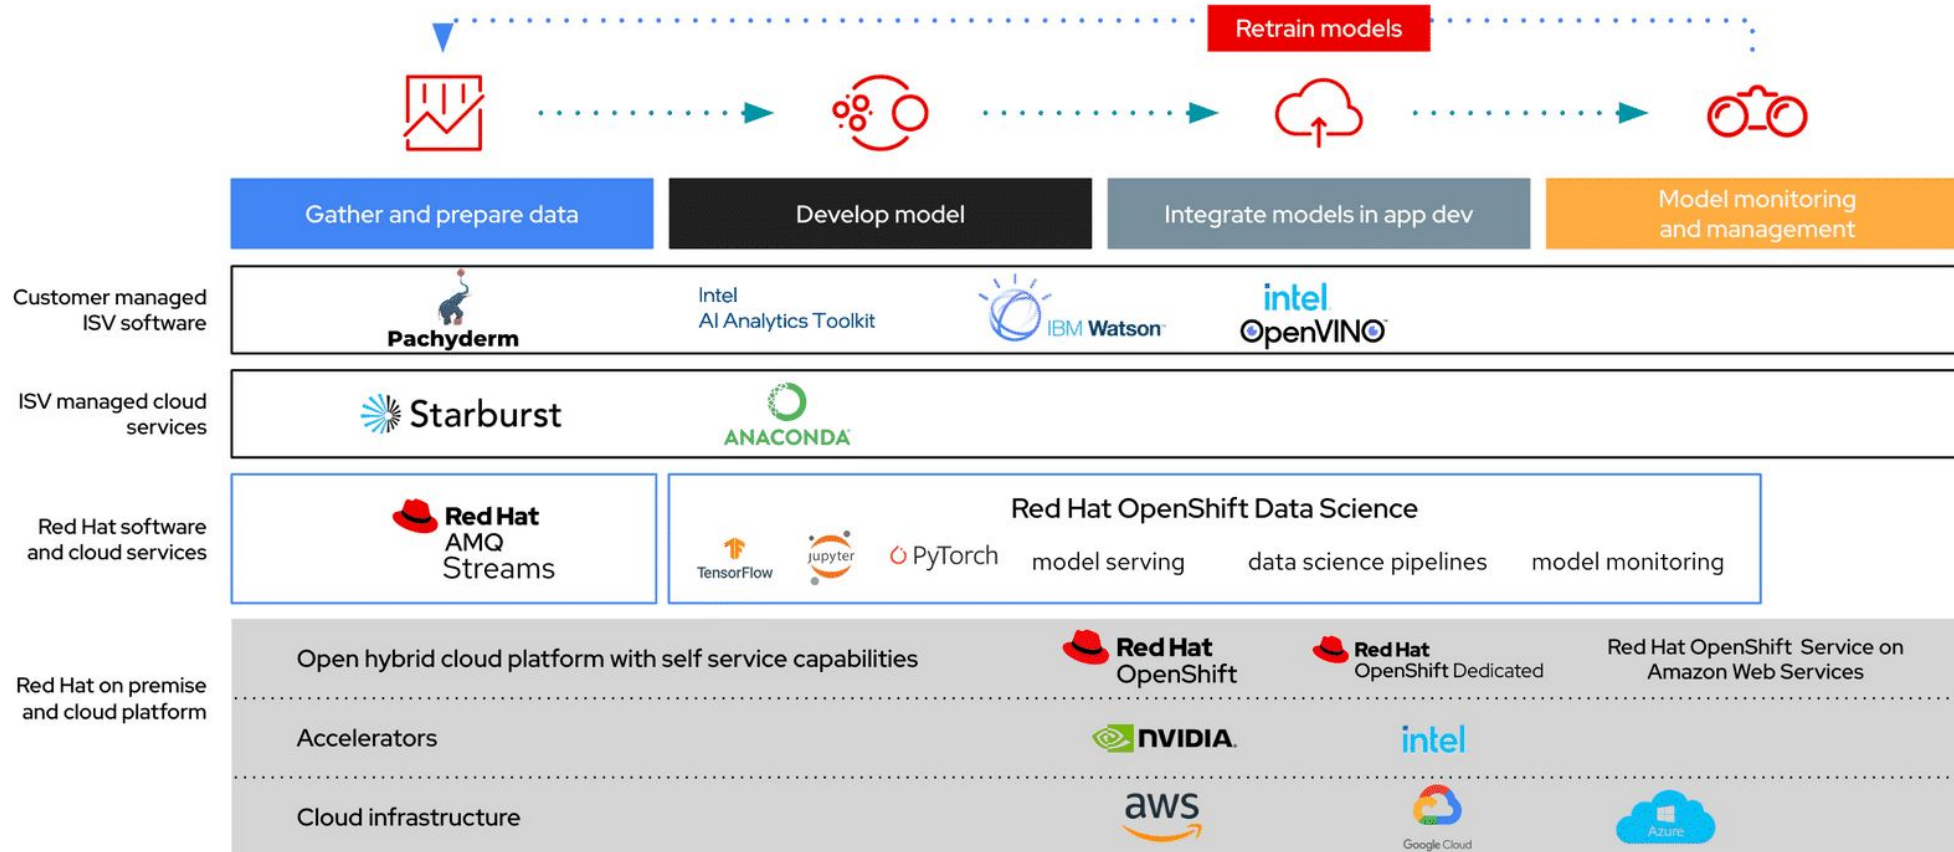 Retrain models
Gather and prepare data
Develop model
Integrate models in app dev
Model monitoring
and management
Customer managed
ISV software
Pachyderm
Intel
AI Analytics Toolkit
IBM Watson™
intel
OpenVINO™
ISV managed cloud
services
Starburst
ANACONDA
Red Hat software
and cloud services
Red Hat
AMQ
Streams
Red Hat OpenShift Data Science
TensorFlow
jupyter
PyTorch
model serving
data science pipelines
model monitoring
Red Hat on premise
and cloud platform
Open hybrid cloud platform with self service capabilities
Red Hat
OpenShift
Red Hat
OpenShift Dedicated
Red Hat OpenShift Service on
Amazon Web Services
Accelerators
NVIDIA.
intel
Cloud infrastructure
aws
Google Cloud
Azure